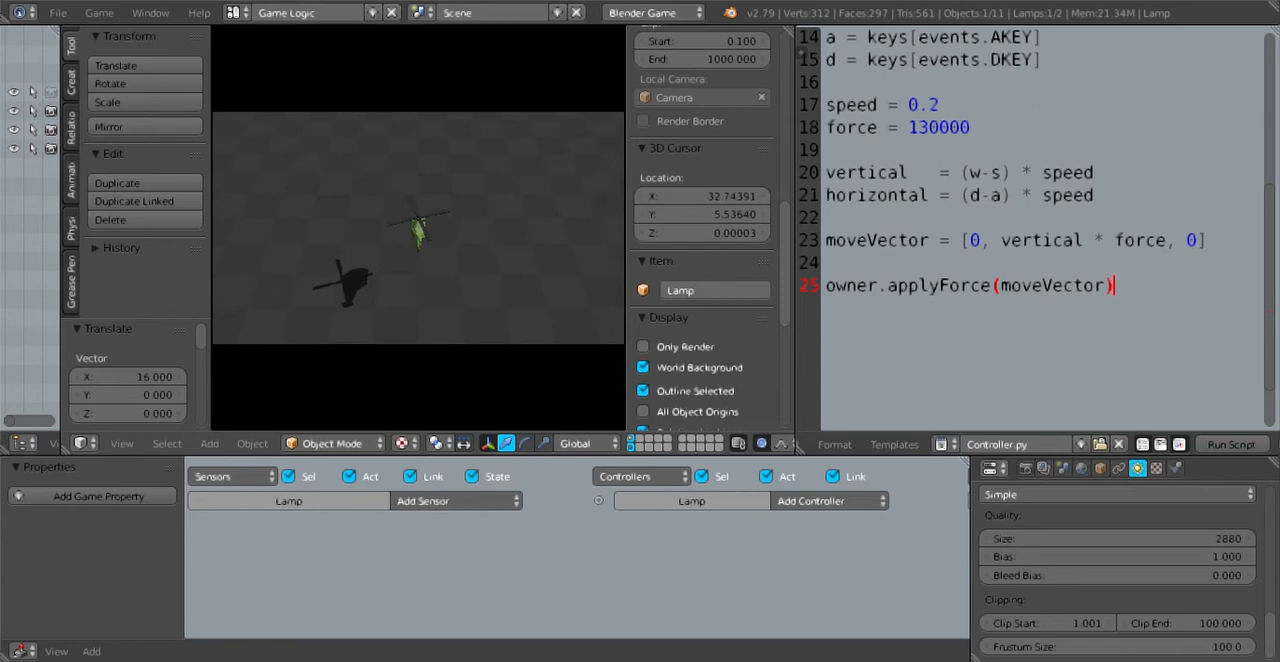 File Game Window Help Game Logic Scene Blender Game v2.79 | Verts:312 | Faces:297 | Tris:561 | Objects:1/11 | Lamps:1/2 | Mem:21.34M | Lamp
Tool
Creat
Relatio
Animati
Physi
Grease Pen
Transform
Translate
Rotate
Scale
Mirror
Edit
Duplicate
Duplicate Linked
Delete
History
Translate
Vector
X: 16.000
Y: 0.000
Z: 0.000
Start: 0.100
End: 1000.000
Local Camera:
Camera
Render Border
3D Cursor
Location:
X: 32.74391
Y: 5.53640
Z: 0.00003
Item
Lamp
Display
Only Render
World Background
Outline Selected
All Object Origins
14 a = keys[events.AKEY]
15 d = keys[events.DKEY]
16
17 speed = 0.2
18 force = 130000
19
20 vertical   = (w-s) * speed
21 horizontal = (d-a) * speed
22
23 moveVector = [0, vertical * force, 0]
24
25 owner.applyForce(moveVector)
View Select Add Object Object Mode Global
Format Templates Controller.py Run Script
Properties
Add Game Property
Sensors Sel Act Link State
Lamp Add Sensor
Controllers Sel Act Link
Lamp Add Controller
Simple
Quality:
Size: 2880
Bias: 1.000
Bleed Bias: 0.000
Clipping:
Clip Start: 1.001 Clip End: 100.000
Frustum Size: 100.0
View Add